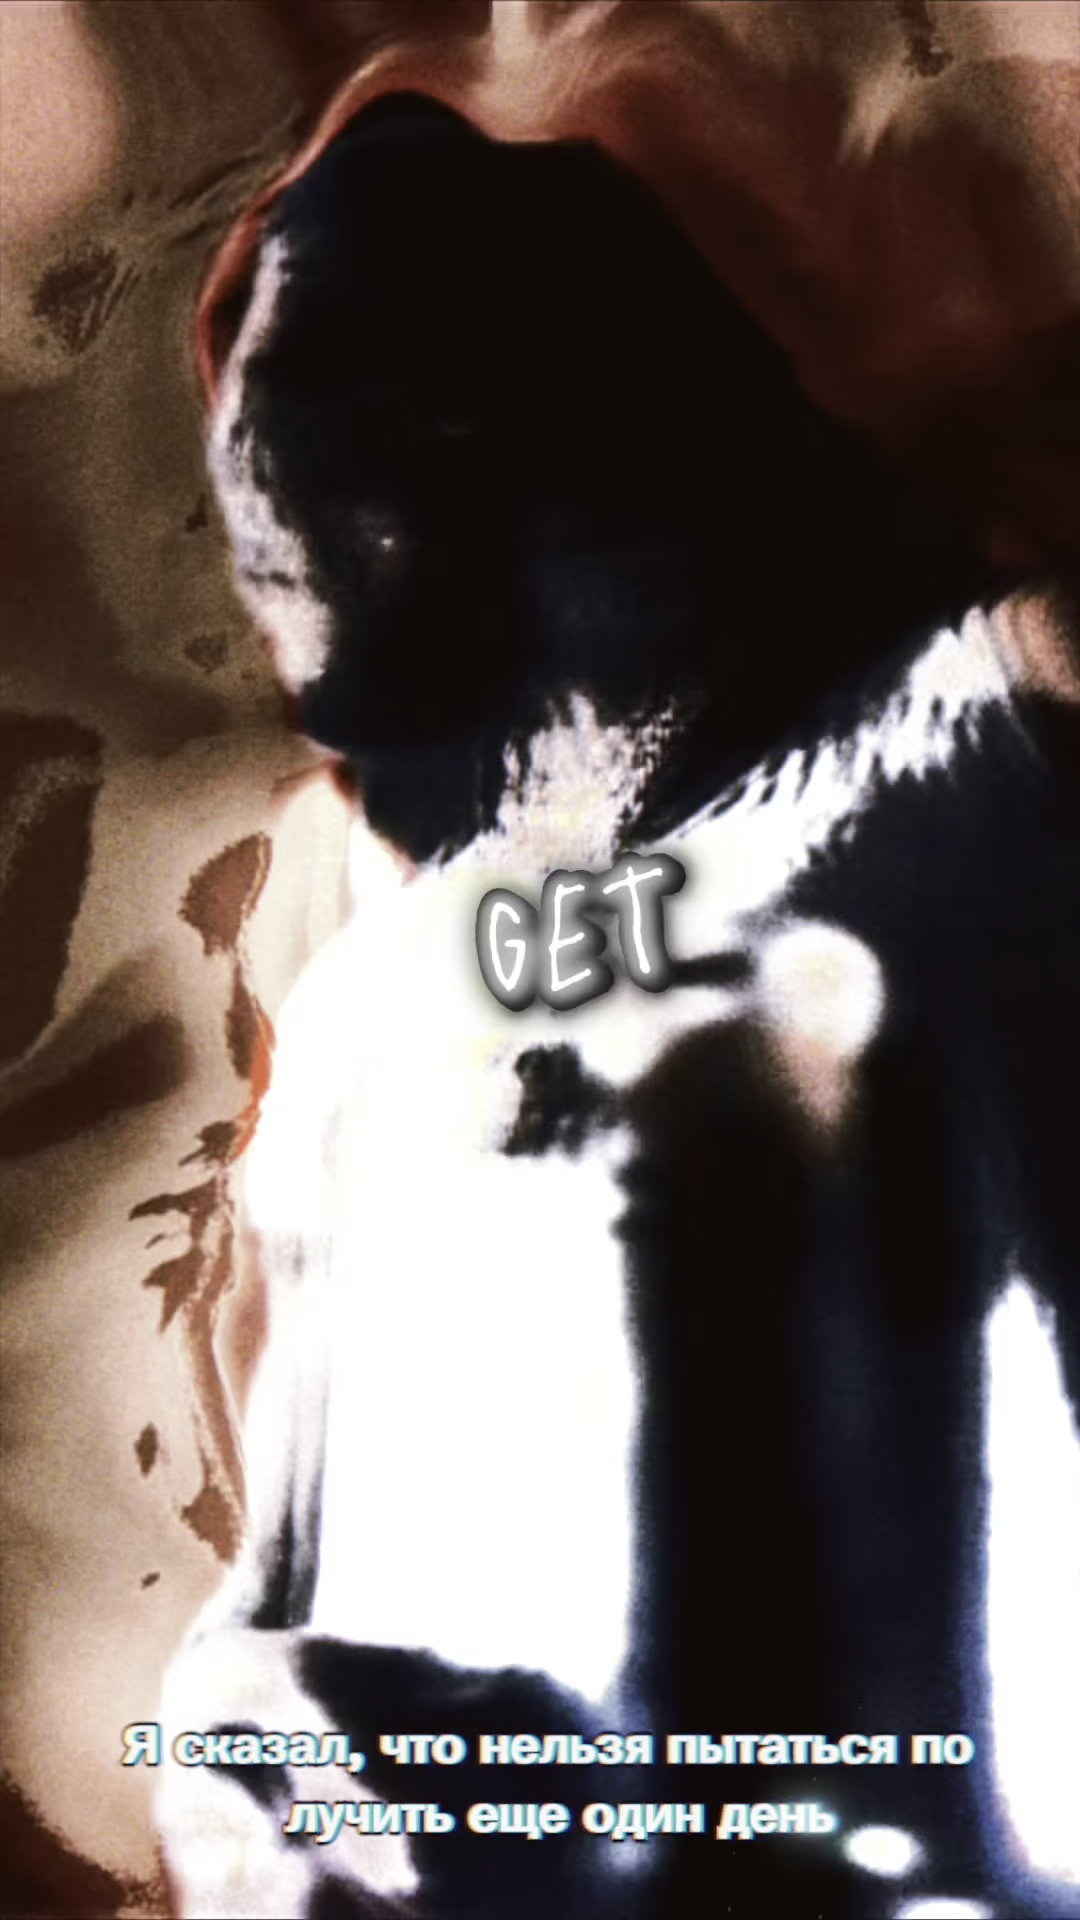 GET
Я сказал, что нельзя пытаться по
лучить еще один день